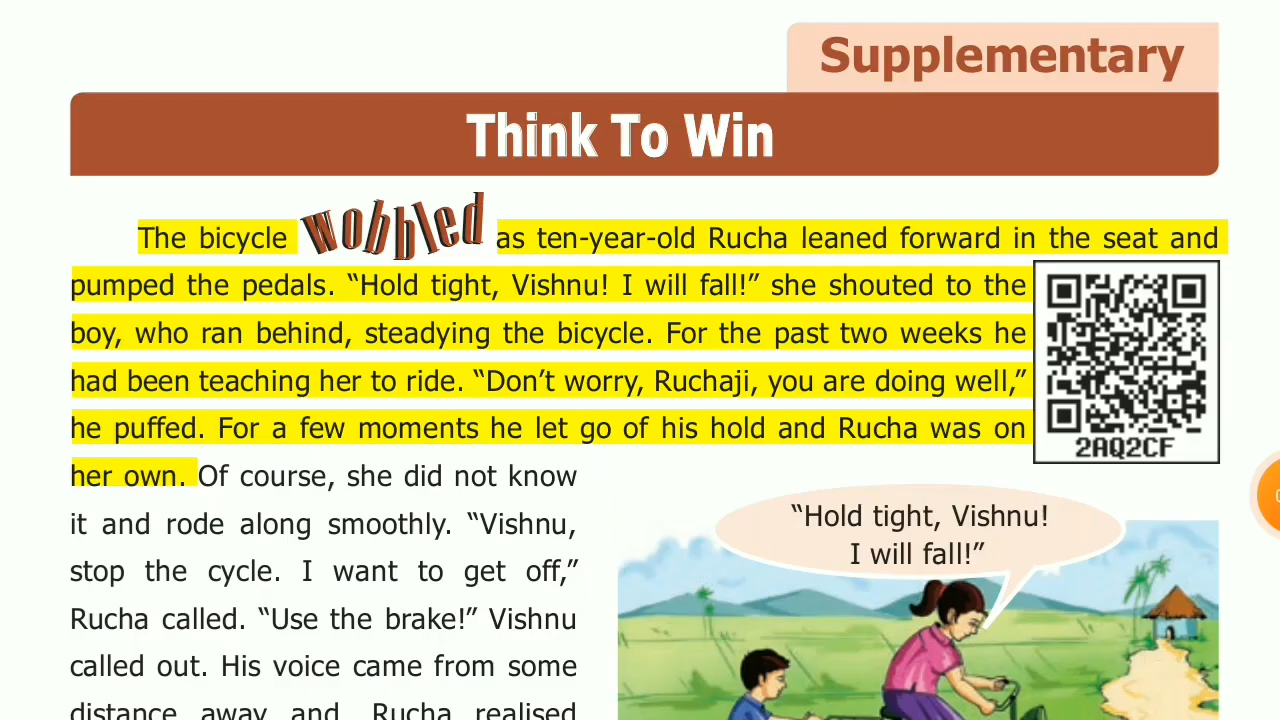 Supplementary
Think To Win
The bicycle wobbled as ten-year-old Rucha leaned forward in the seat and
pumped the pedals. “Hold tight, Vishnu! I will fall!” she shouted to the
boy, who ran behind, steadying the bicycle. For the past two weeks he
had been teaching her to ride. “Don’t worry, Ruchaji, you are doing well,”
he puffed. For a few moments he let go of his hold and Rucha was on
her own. Of course, she did not know
it and rode along smoothly. “Vishnu,
stop the cycle. I want to get off,”
Rucha called. “Use the brake!” Vishnu
called out. His voice came from some
distance away and, Rucha realised
2AQ2CF
“Hold tight, Vishnu!
I will fall!”